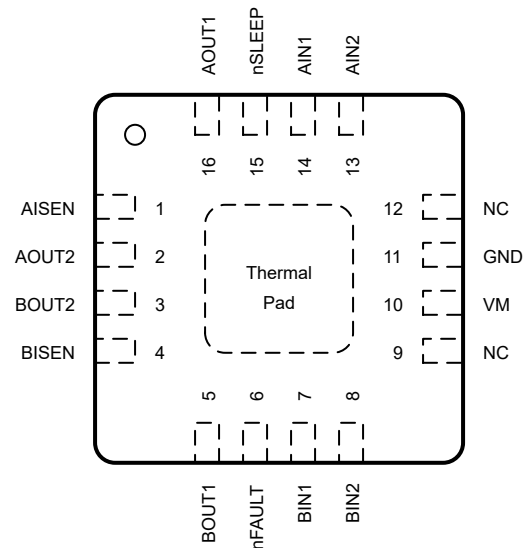 AOUT1
nSLEEP
AIN1
AIN2
16
15
14
13
AISEN 1
AOUT2 2
BOUT2 3
BISEN 4
Thermal
Pad
12 NC
11 GND
10 VM
9 NC
5
6
7
8
BOUT1
nFAULT
BIN1
BIN2